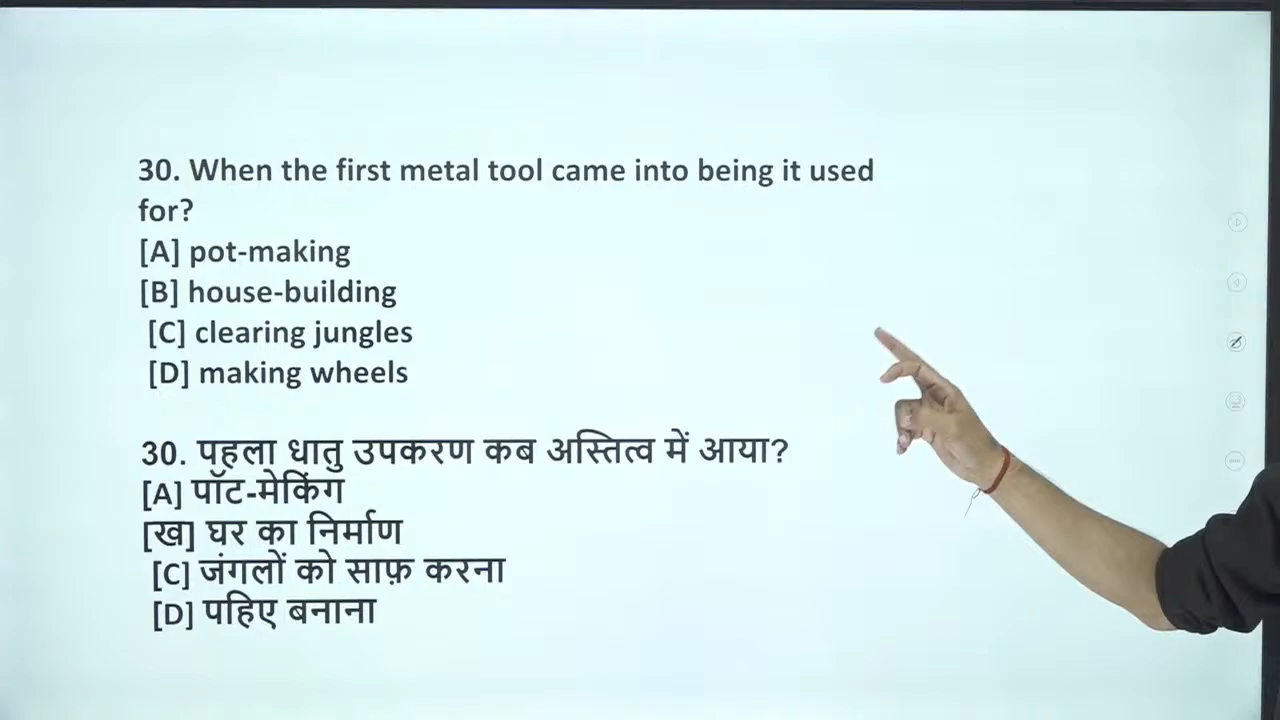 30. When the first metal tool came into being it used
for?
[A] pot-making
[B] house-building
[C] clearing jungles
[D] making wheels
30. पहला धातु उपकरण कब अस्तित्व में आया?
[A] पॉट-मेकिंग
[ख] घर का निर्माण
[C] जंगलों को साफ़ करना
[D] पहिए बनाना